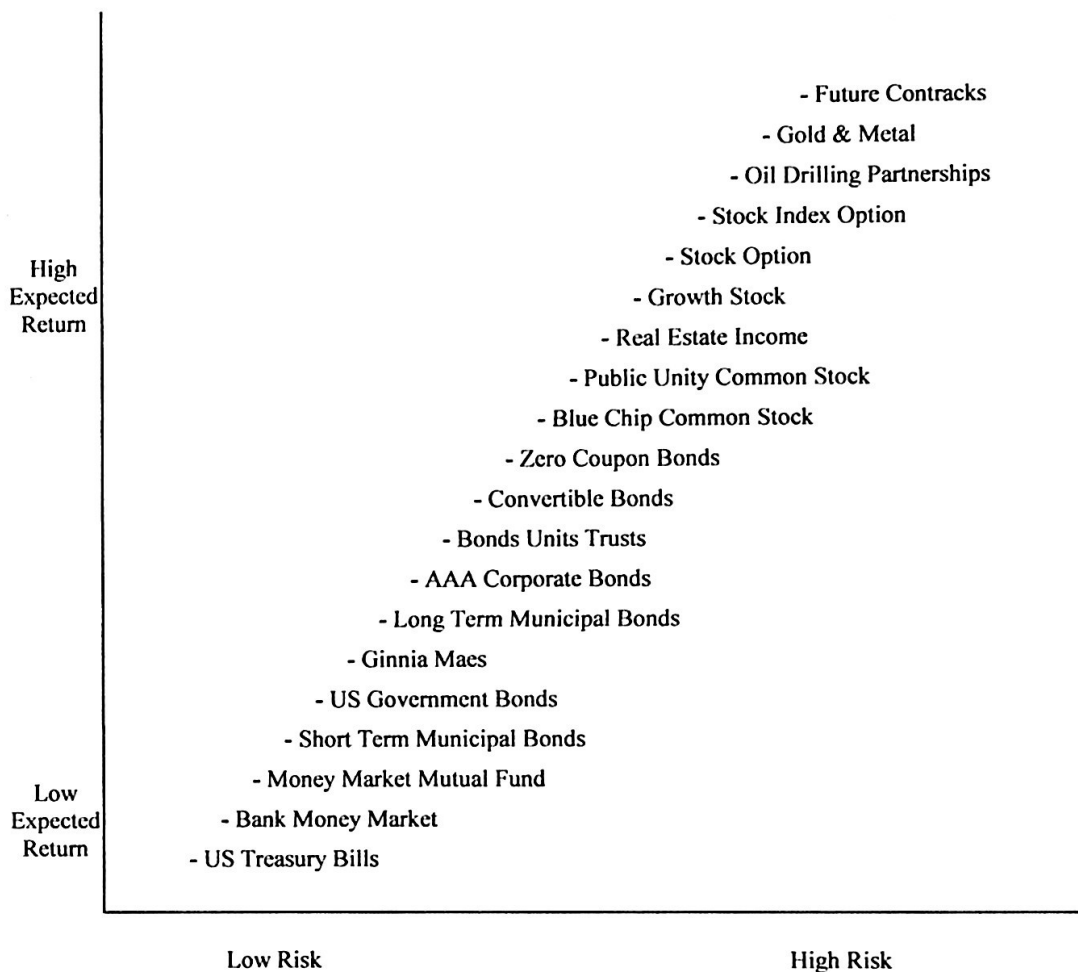 - Future Contracks
- Gold & Metal
- Oil Drilling Partnerships
- Stock Index Option
- Stock Option
High
Expected
Return
- Growth Stock
- Real Estate Income
- Public Unity Common Stock
- Blue Chip Common Stock
- Zero Coupon Bonds
- Convertible Bonds
- Bonds Units Trusts
- AAA Corporate Bonds
- Long Term Municipal Bonds
- Ginnia Maes
- US Government Bonds
- Short Term Municipal Bonds
- Money Market Mutual Fund
Low
Expected
Return
- Bank Money Market
- US Treasury Bills
Low Risk
High Risk